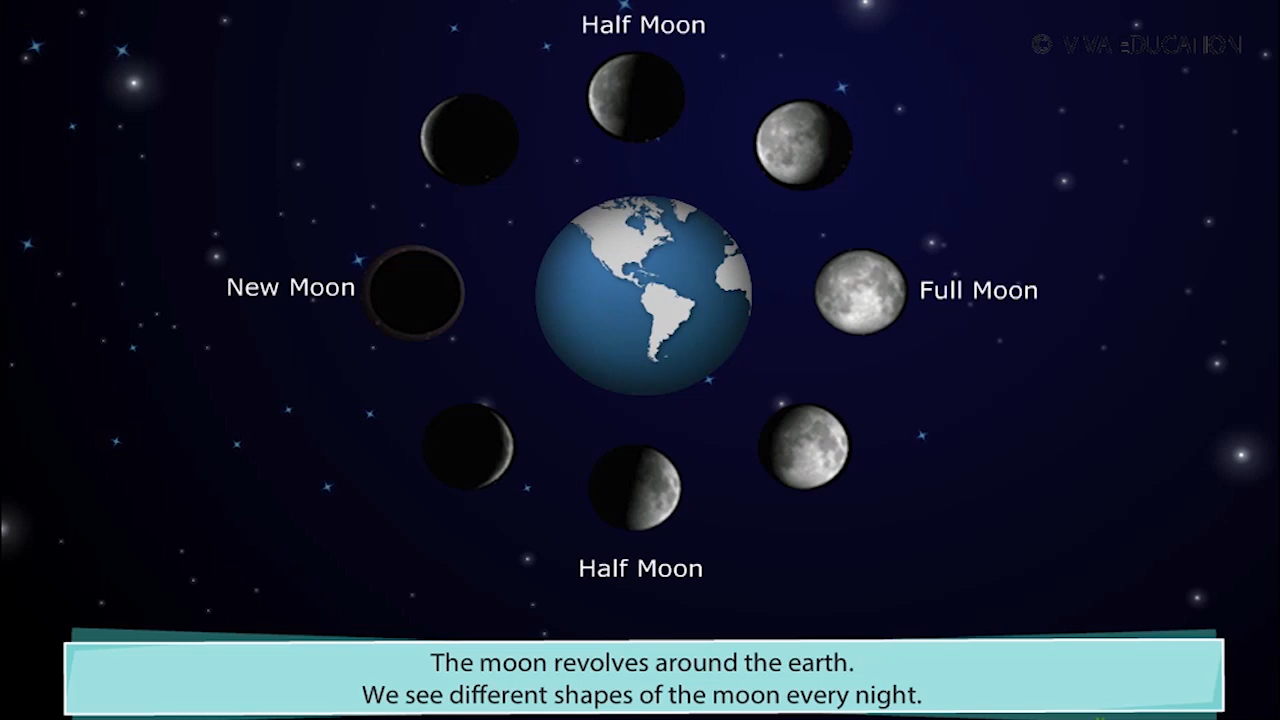 Half Moon
© VIVA EDUCATION
New Moon
Full Moon
Half Moon
The moon revolves around the earth.
We see different shapes of the moon every night.